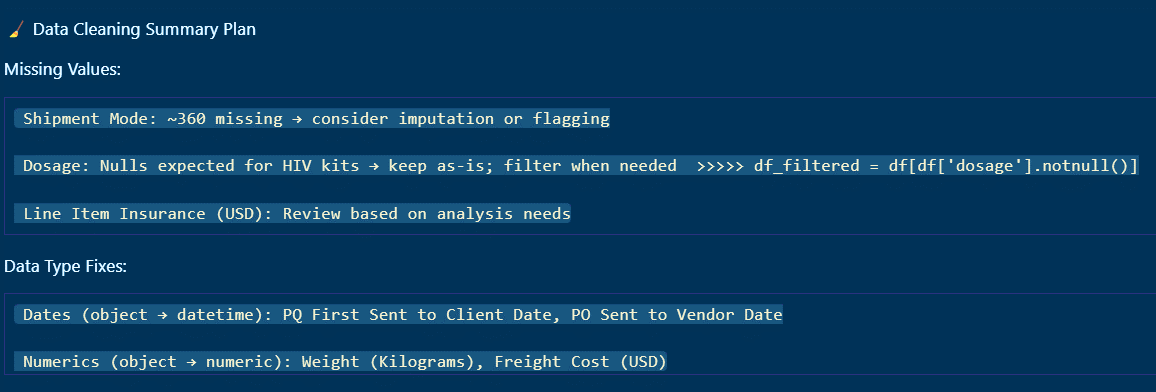 🧹 Data Cleaning Summary Plan
Missing Values:
Shipment Mode: ~360 missing → consider imputation or flagging
Dosage: Nulls expected for HIV kits → keep as-is; filter when needed  >>>>> df_filtered = df[df['dosage'].notnull()]
Line Item Insurance (USD): Review based on analysis needs
Data Type Fixes:
Dates (object → datetime): PQ First Sent to Client Date, PO Sent to Vendor Date
Numerics (object → numeric): Weight (Kilograms), Freight Cost (USD)